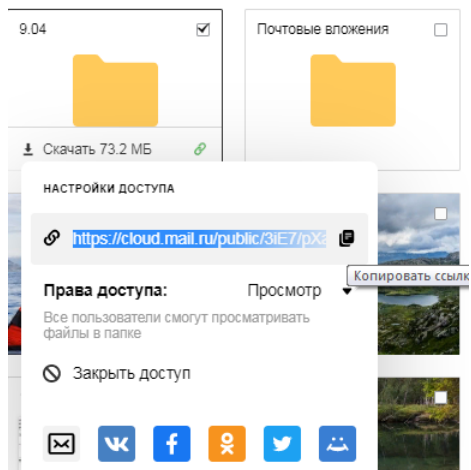 9.04
Почтовые вложения
Скачать 73.2 МБ
НАСТРОЙКИ ДОСТУПА
https://cloud.mail.ru/public/3iE7/pXa
Копировать ссылк
Права доступа: Просмотр
Все пользователи смогут просматривать
файлы в папке
Закрыть доступ